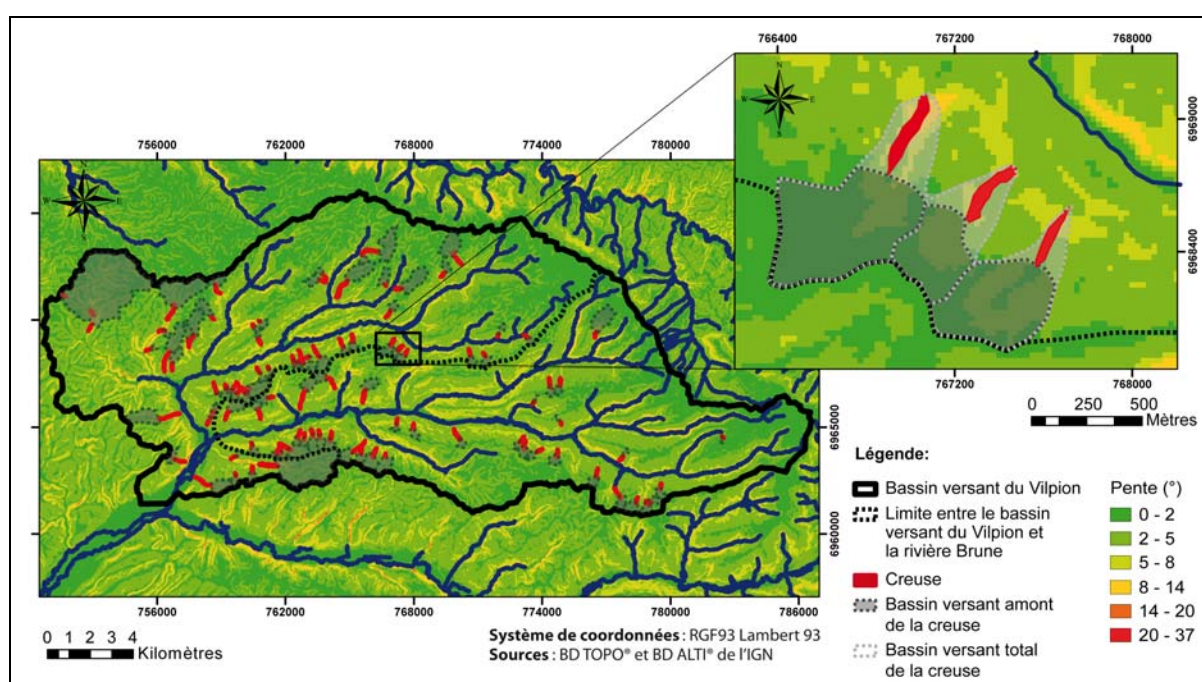 766400 767200 768000
N
W E
S
6969000
6968400
767200 768000
0 250 500
Mètres
756000 762000 768000 774000 780000
N
W E
S
6965000
6960000
756000 762000 768000 774000 780000 786000
0 1 2 3 4
Kilomètres
Système de coordonnées : RGF93 Lambert 93
Sources : BD TOPO® et BD ALTI® de l'IGN
Légende:
Bassin versant du Vilpion
Limite entre le bassin
versant du Vilpion et
la rivière Brune
Creuse
Bassin versant amont
de la creuse
Bassin versant total
de la creuse
Pente (°)
0 - 2
2 - 5
5 - 8
8 - 14
14 - 20
20 - 37